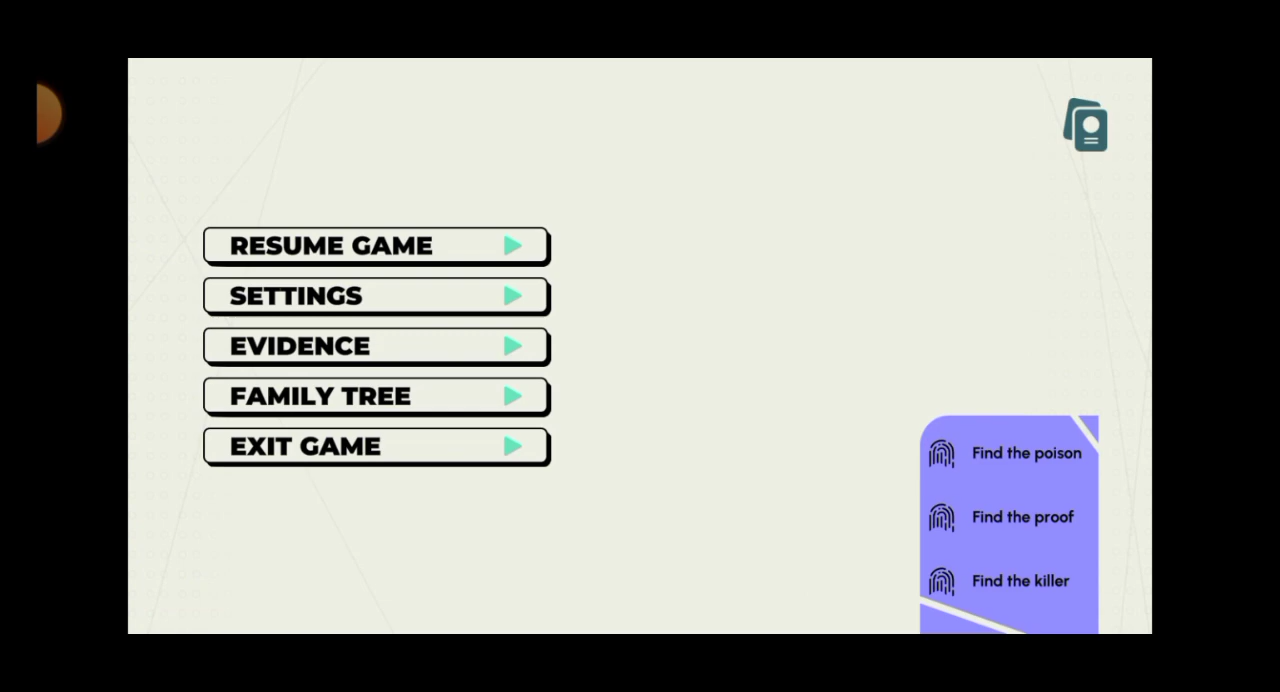 RESUME GAME
SETTINGS
EVIDENCE
FAMILY TREE
EXIT GAME
Find the poison
Find the proof
Find the killer